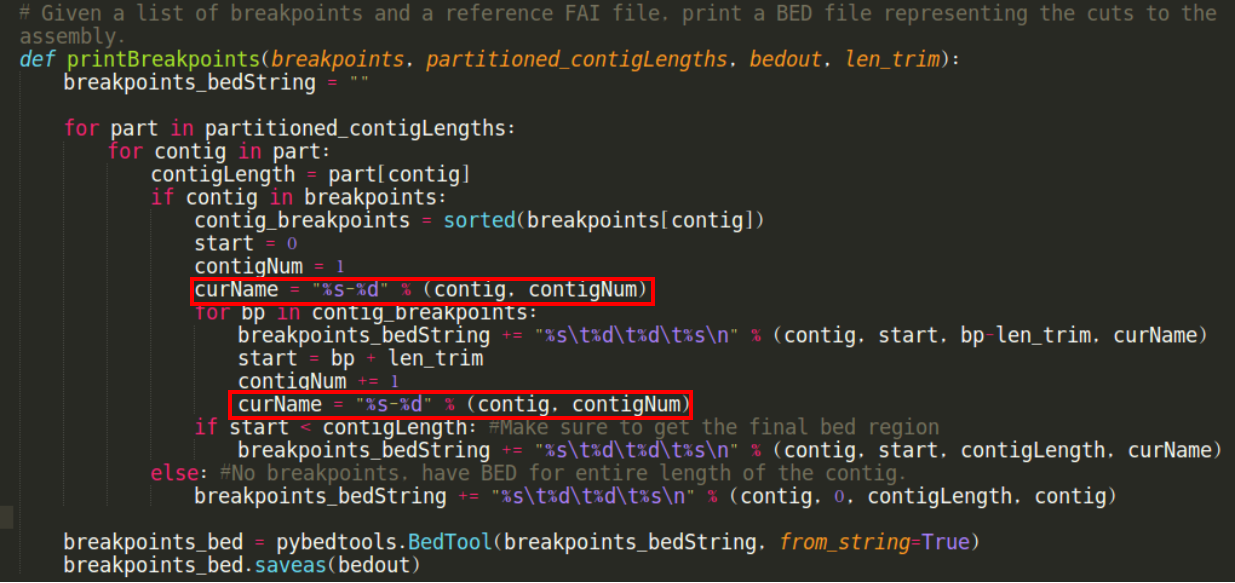 # Given a list of breakpoints and a reference FAI file, print a BED file representing the cuts to the
assembly.
def printBreakpoints(breakpoints, partitioned_contigLengths, bedout, len_trim):
    breakpoints_bedString = ""

    for part in partitioned_contigLengths:
        for contig in part:
            contigLength = part[contig]
            if contig in breakpoints:
                contig_breakpoints = sorted(breakpoints[contig])
                start = 0
                contigNum = 1
                curName = "%s-%d" % (contig, contigNum)
                for bp in contig_breakpoints:
                    breakpoints_bedString += "%s\t%d\t%d\t%s\n" % (contig, start, bp-len_trim, curName)
                    start = bp + len_trim
                    contigNum += 1
                    curName = "%s-%d" % (contig, contigNum)
                if start < contigLength: #Make sure to get the final bed region
                    breakpoints_bedString += "%s\t%d\t%d\t%s\n" % (contig, start, contigLength, curName)
            else: #No breakpoints, have BED for entire length of the contig.
                breakpoints_bedString += "%s\t%d\t%d\t%s\n" % (contig, 0, contigLength, contig)

    breakpoints_bed = pybedtools.BedTool(breakpoints_bedString, from_string=True)
    breakpoints_bed.saveas(bedout)